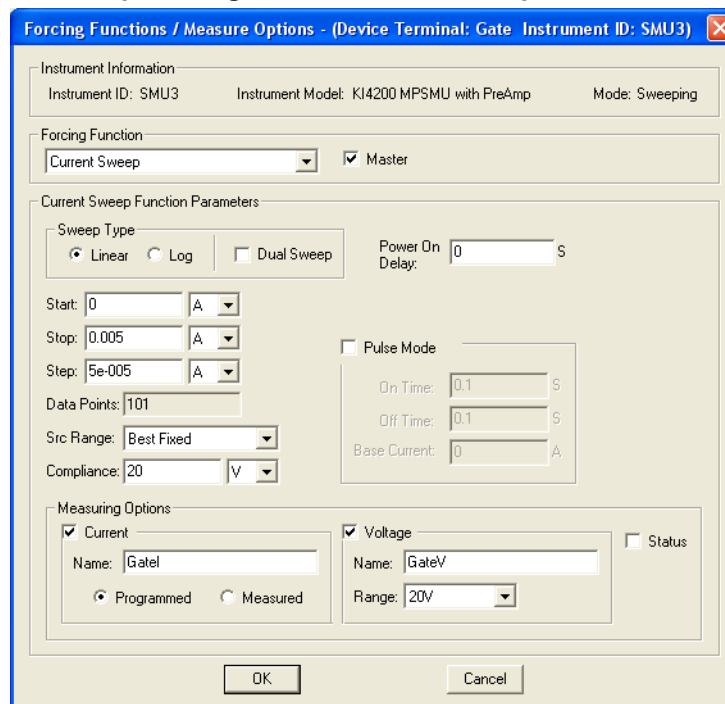 Forcing Functions / Measure Options - (Device Terminal: Gate  Instrument ID: SMU3)
Instrument Information
Instrument ID: SMU3 Instrument Model: KI4200 MPSMU with PreAmp Mode: Sweeping
Forcing Function
Current Sweep Master
Current Sweep Function Parameters
Sweep Type
Linear Log Dual Sweep
Power On Delay: 0 S
Start: 0 A
Stop: 0.005 A
Step: 5e-005 A
Data Points: 101
Src Range: Best Fixed
Compliance: 20 V
Pulse Mode
On Time: 0.1 S
Off Time: 0.1 S
Base Current: 0 A
Measuring Options
Current
Name: GateI
Programmed Measured
Voltage
Name: GateV
Range: 20V
Status
OK Cancel